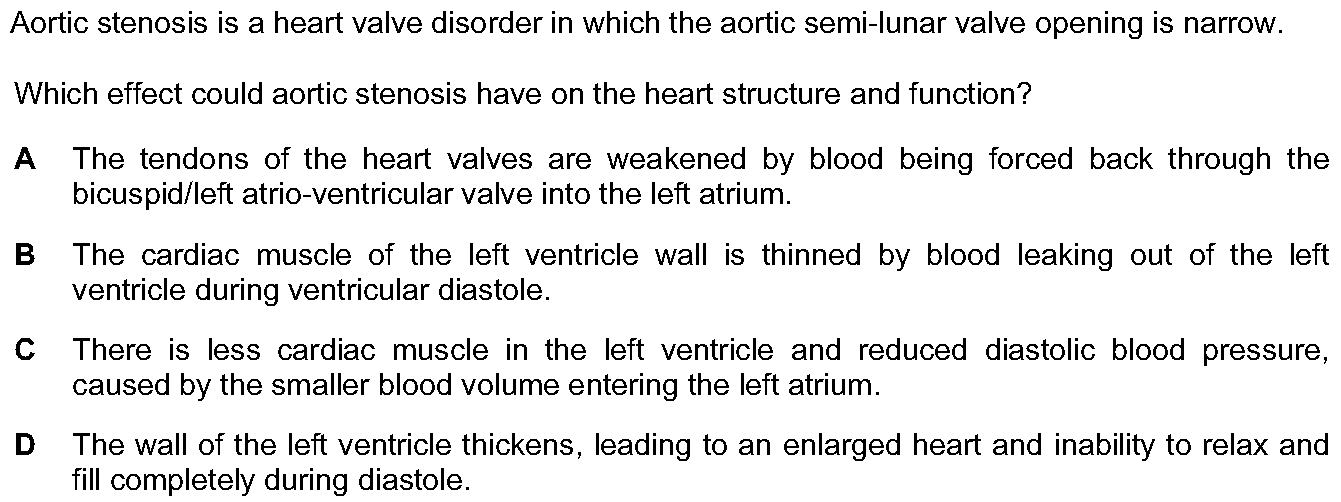 Aortic stenosis is a heart valve disorder in which the aortic semi-lunar valve opening is narrow.
Which effect could aortic stenosis have on the heart structure and function?
A The tendons of the heart valves are weakened by blood being forced back through the
bicuspid/left atrio-ventricular valve into the left atrium.
B The cardiac muscle of the left ventricle wall is thinned by blood leaking out of the left
ventricle during ventricular diastole.
C There is less cardiac muscle in the left ventricle and reduced diastolic blood pressure,
caused by the smaller blood volume entering the left atrium.
D The wall of the left ventricle thickens, leading to an enlarged heart and inability to relax and
fill completely during diastole.